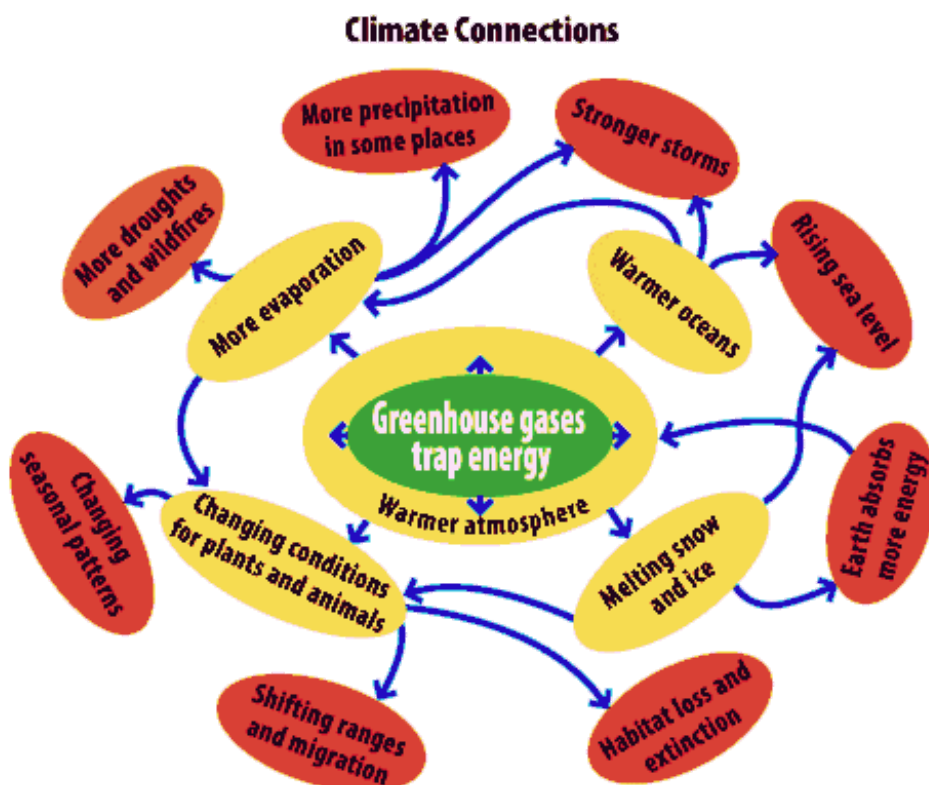 Climate Connections
More precipitation
in some places
Stronger storms
More droughts
and wildfires
More evaporation
Warmer oceans
Rising sea level
Greenhouse gases
trap energy
Warmer atmosphere
Earth absorbs
more energy
Changing
seasonal patterns
Changing conditions
for plants and animals
Melting snow
and ice
Shifting ranges
and migration
Habitat loss and
extinction